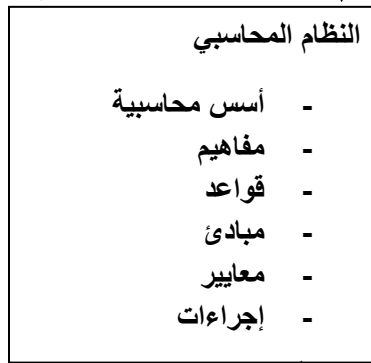 النظام المحاسبي
- أسس محاسبية
- مفاهيم
- قواعد
- مبادئ
- معايير
- إجراءات